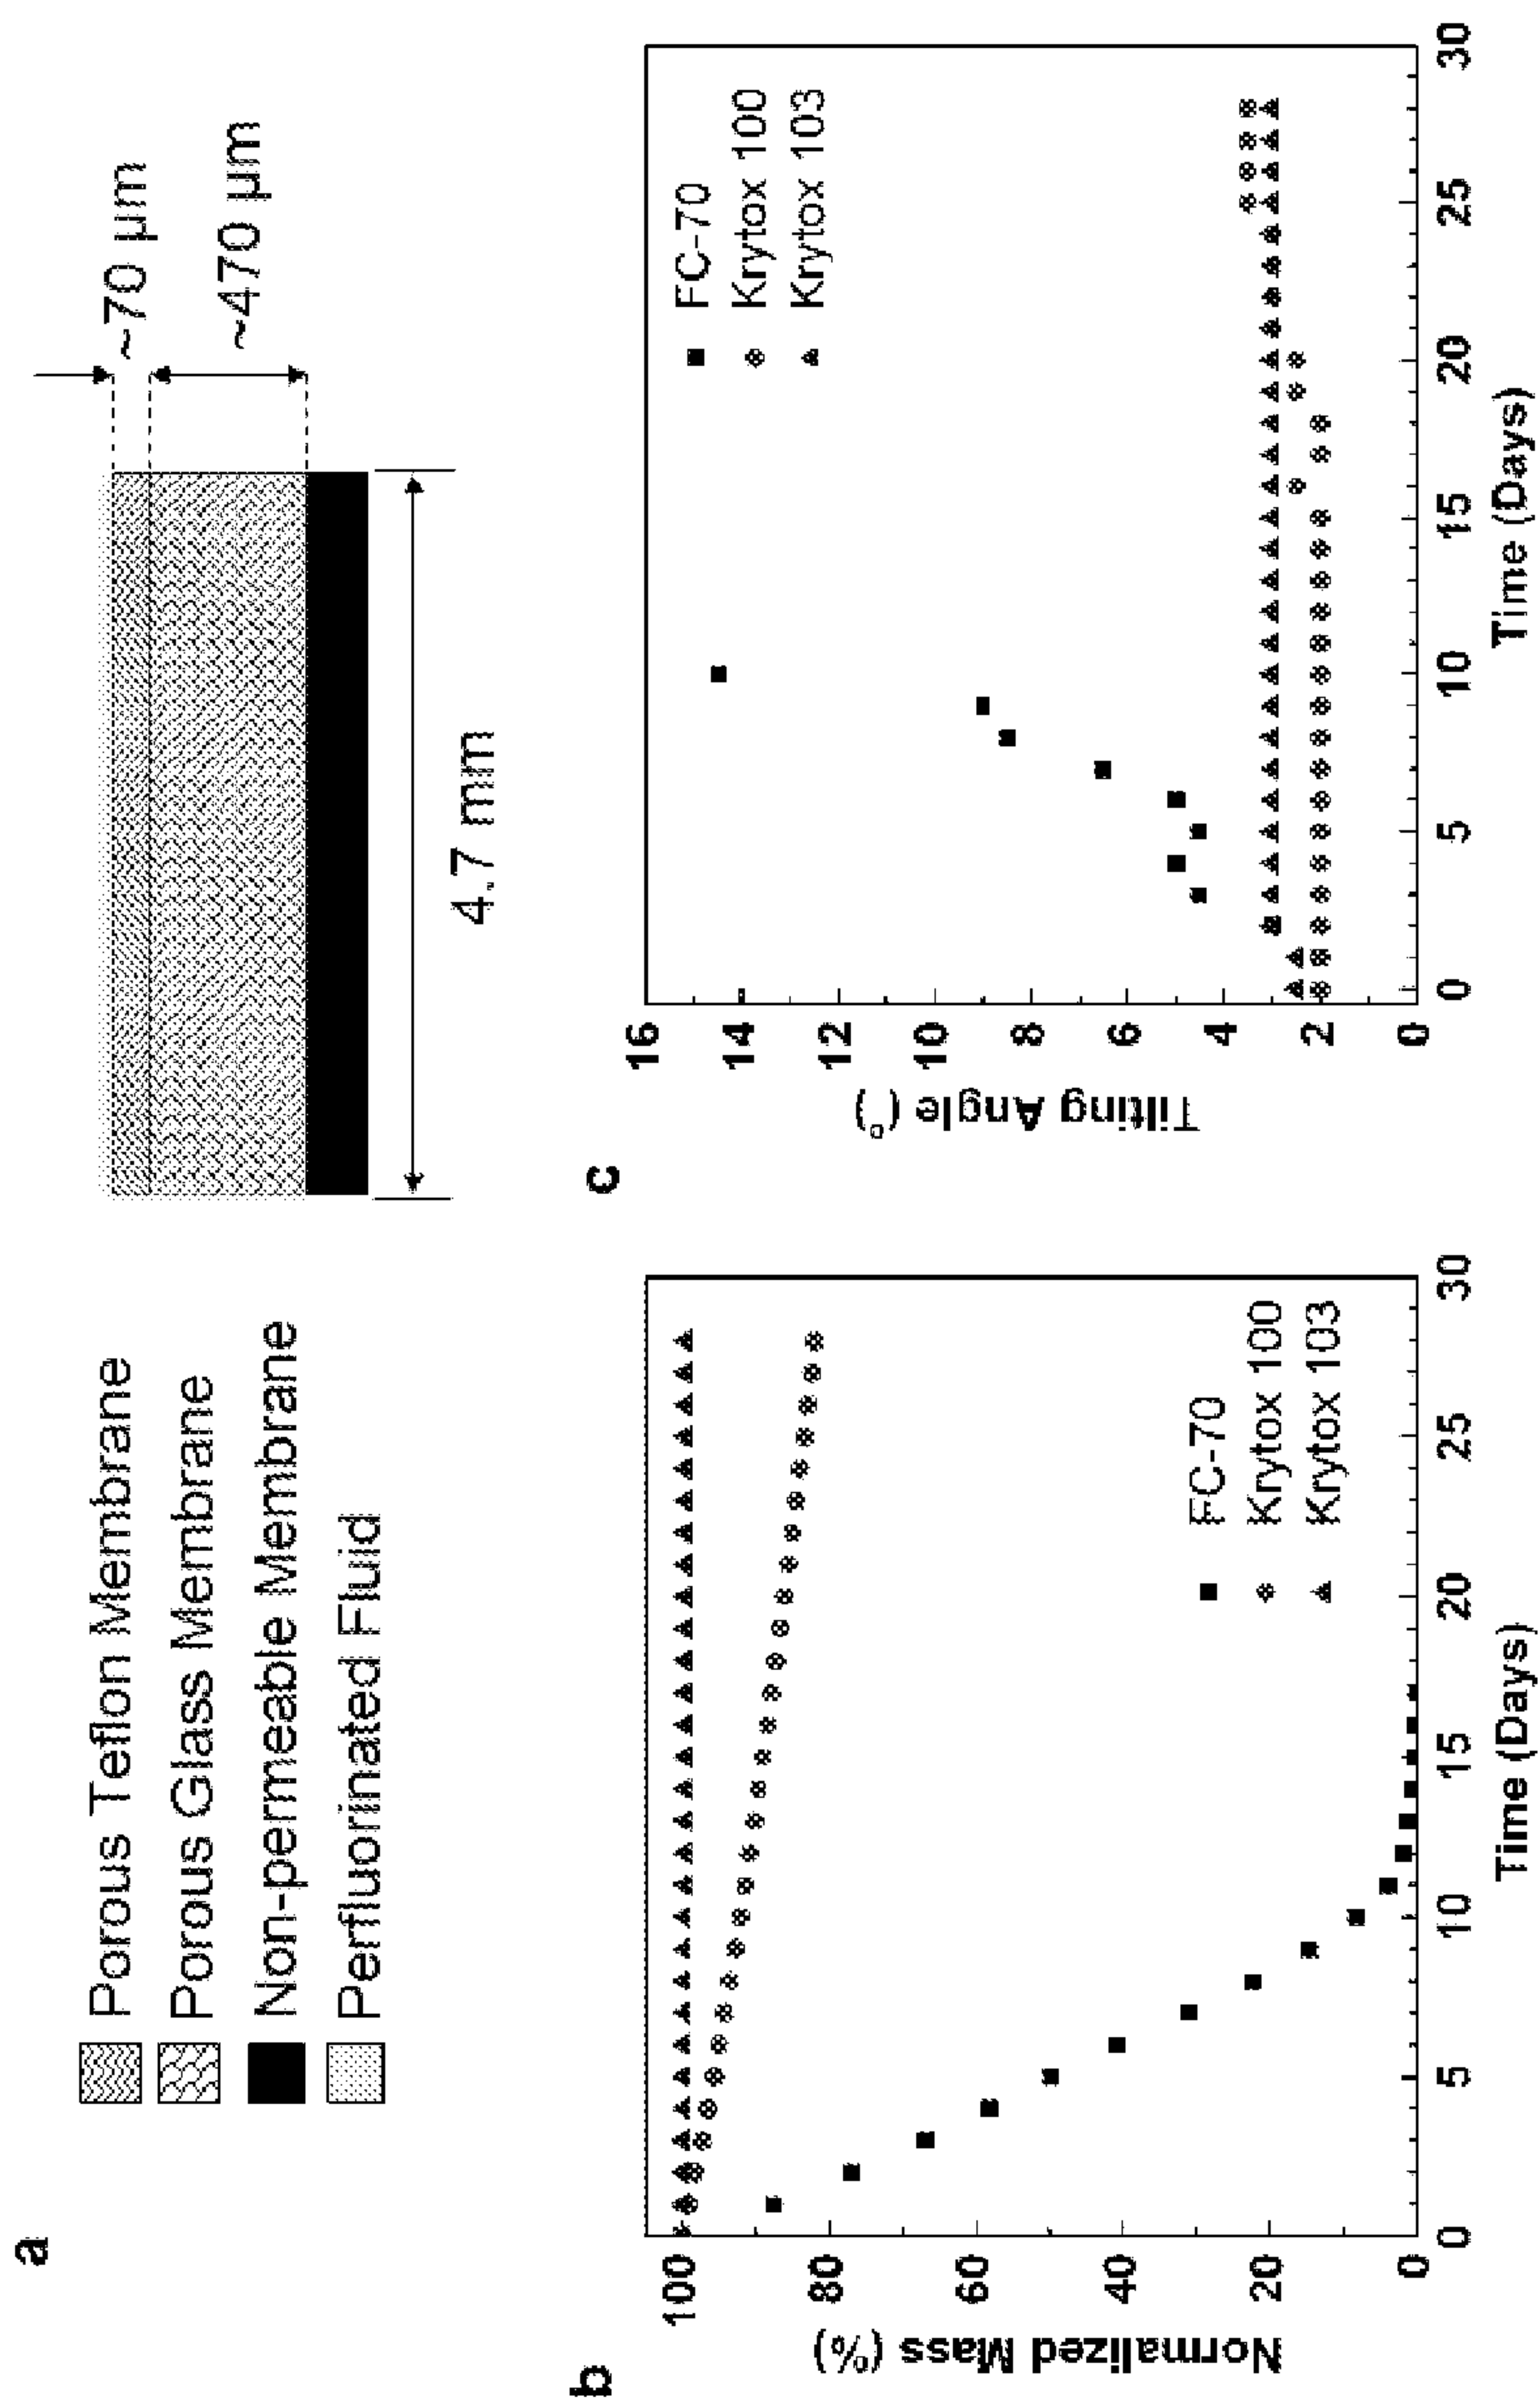 a
Porous Teflon Membrane
Porous Glass Membrane
Non-permeable Membrane
Perfluorinated Fluid
~70 µm
~470 µm
4.7 mm
b
Normalized Mass (%)
100
80
60
40
20
0
0 5 10 15 20 25 30
Time (Days)
FC-70
Krytox 100
Krytox 103
c
Tilting Angle (°)
16
14
12
10
8
6
4
2
0
0 5 10 15 20 25 30
Time (Days)
FC-70
Krytox 100
Krytox 103